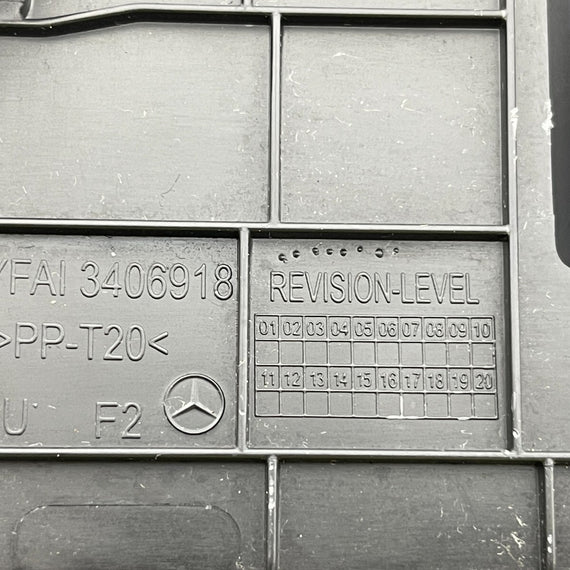 YFAI 3406918
>PP-T20<
U F2
REVISION-LEVEL
01 02 03 04 05 06 07 08 09 10
11 12 13 14 15 16 17 18 19 20